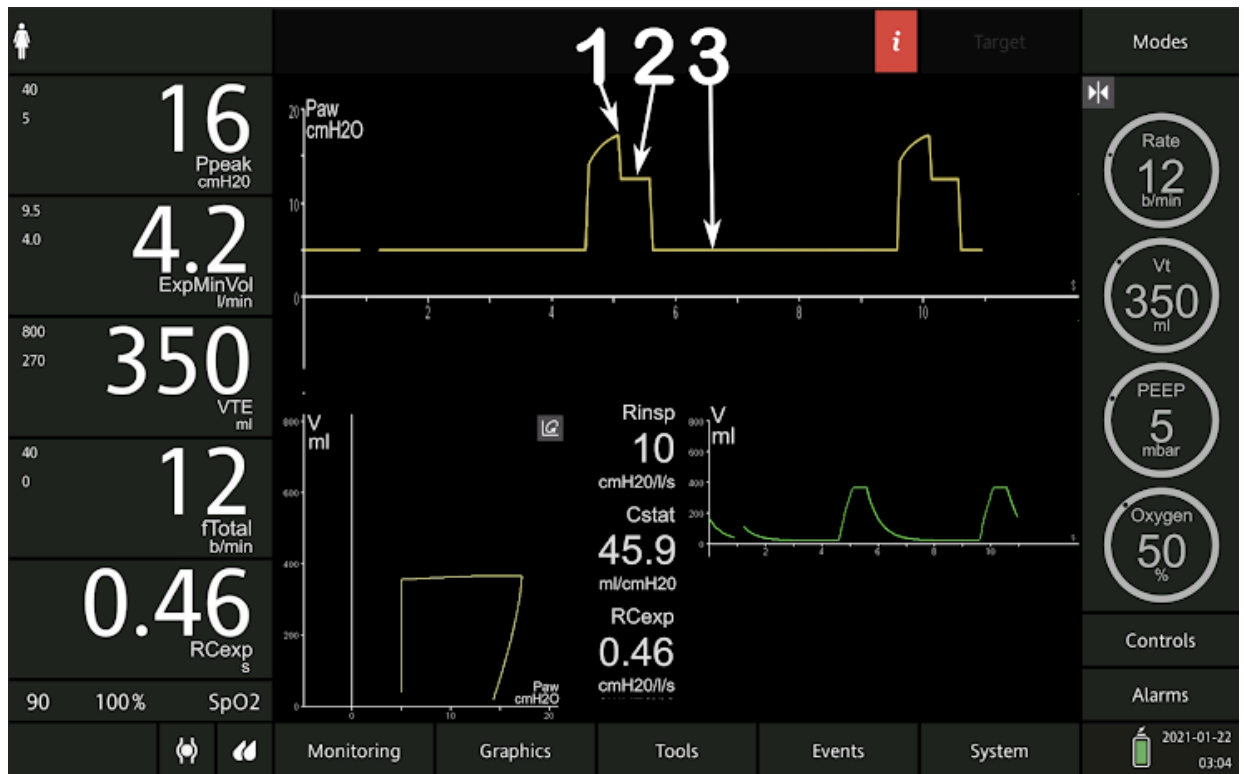 1 2 3
i
Target
Modes
40
5
16
Ppeak
cmH20
9.5
4.0
4.2
ExpMinVol
l/min
800
270
350
VTE
ml
40
0
12
fTotal
b/min
0.46
RCexp
s
90 100% SpO2
20
Paw
cmH2O
10
0
2 4 6 8 10
s
800
V
ml
600
400
200
0
0 10 20
Paw
cmH2O
Rinsp
10
cmH20/l/s
Cstat
45.9
ml/cmH20
RCexp
0.46
cmH20/l/s
800
V
ml
600
400
200
0
2 4 6 8 10
s
Rate
12
b/min
Vt
350
ml
PEEP
5
mbar
Oxygen
50
%
Controls
Alarms
Monitoring Graphics Tools Events System
2021-01-22
03:04